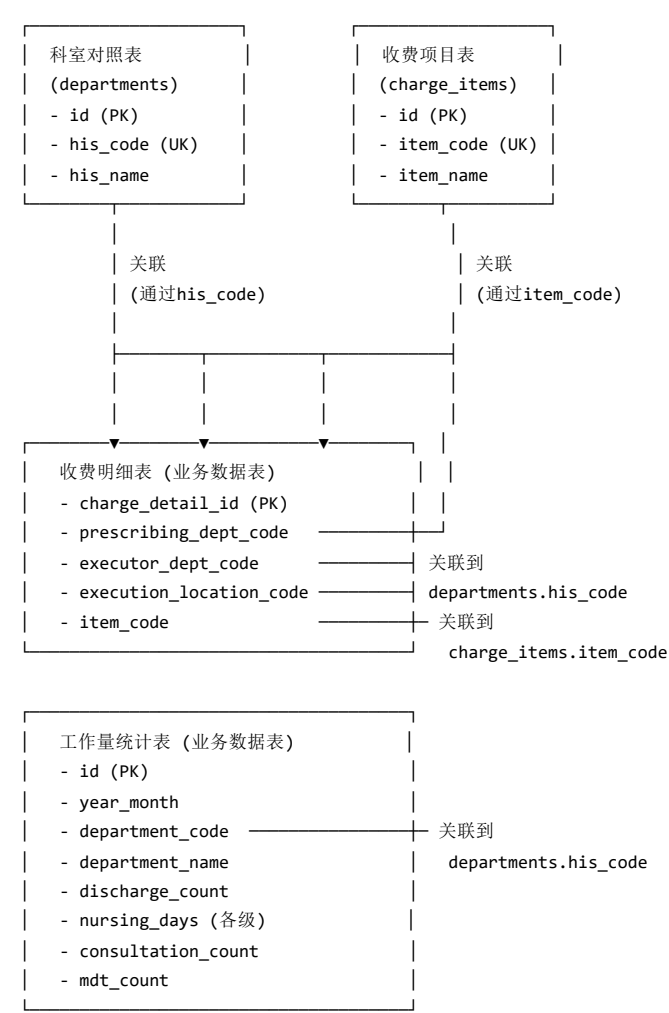 科室对照表 收费项目表
(departments) (charge_items)
- id (PK) - id (PK)
- his_code (UK) - item_code (UK)
- his_name - item_name
关联 关联
(通过his_code) (通过item_code)
收费明细表 (业务数据表)
- charge_detail_id (PK)
- prescribing_dept_code
- executor_dept_code 关联到
- execution_location_code departments.his_code
- item_code 关联到
charge_items.item_code
工作量统计表 (业务数据表)
- id (PK)
- year_month
- department_code 关联到
- department_name departments.his_code
- discharge_count
- nursing_days (各级)
- consultation_count
- mdt_count